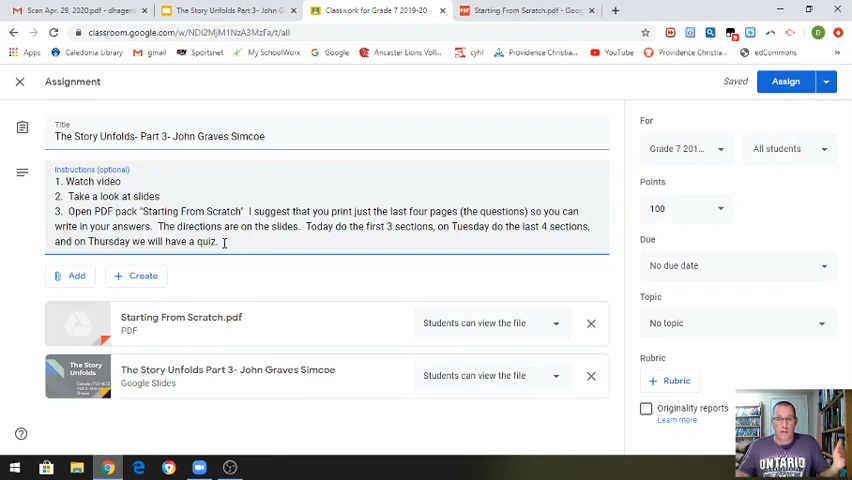 Scan Apr. 29, 2020.pdf - dhagen
The Story Unfolds Part 3- John Gr
Classwork for Grade 7 2019-20
Starting From Scratch.pdf - Goog
classroom.google.com/w/NDI2MjM1NzA3MzFa/t/all
Apps
Caledonia Library
gmail
Sportsnet
My SchoolWorx
Google
Ancaster Lions Volle...
cyhl
Providence Christian...
YouTube
Providence Christia...
edCommons
Assignment
Saved
Assign
Title
The Story Unfolds- Part 3- John Graves Simcoe
Instructions (optional)
1. Watch video
2. Take a look at slides
3. Open PDF pack "Starting From Scratch" I suggest that you print just the last four pages (the questions) so you can
write in your answers. The directions are on the slides. Today do the first 3 sections, on Tuesday do the last 4 sections,
and on Thursday we will have a quiz.
Add
Create
Starting From Scratch.pdf
PDF
Students can view the file
The Story
Unfolds
The Story Unfolds Part 3- John Graves Simcoe
Google Slides
Students can view the file
For
Grade 7 201...
All students
Points
100
Due
No due date
Topic
No topic
Rubric
Rubric
Originality reports
Learn more
ONTARIO